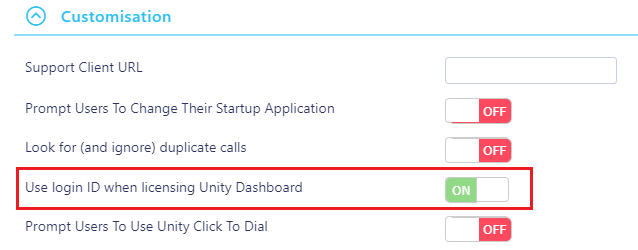 Customisation
Support Client URL
Prompt Users To Change Their Startup Application OFF
Look for (and ignore) duplicate calls OFF
Use login ID when licensing Unity Dashboard ON
Prompt Users To Use Unity Click To Dial OFF